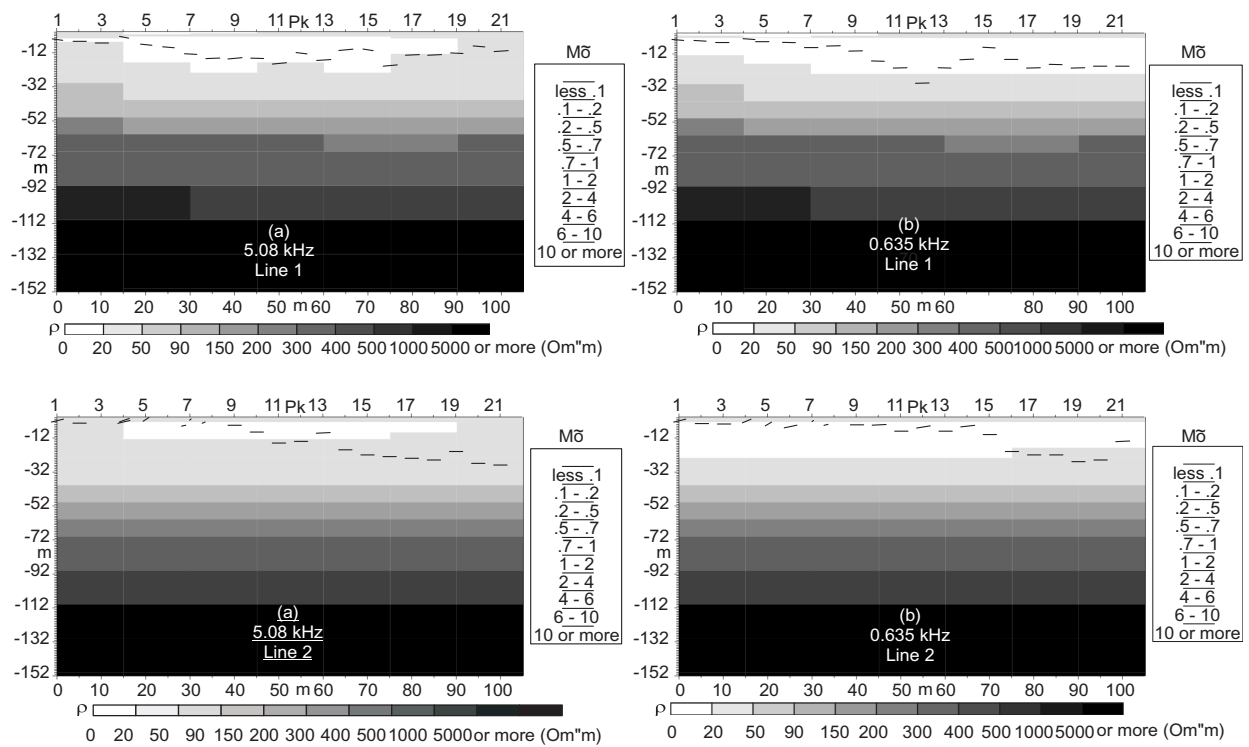 1 3 Pk 5 7 9 11 13 15 17 19 21
-12
-32
-52
-72
m
-92
-112
-132
-152
(a)
5.08 kHz
Line 1
0 10 20 30 40 50 m 60 70 80 90 100
ρ
0 20 50 90 150 200 300 400 500 1000 5000 or more (Om"m)
Mδ
less .1
.1 - .2
.2 - .5
.5 - .7
.7 - 1
1 - 2
2 - 4
4 - 6
6 - 10
10 or more
1 3 5 7 9 11 Pk 13 15 17 19 21
-12
-32
-52
-72
m
-92
-112
-132
-152
(b)
0.635 kHz
Line 1
0 10 20 30 40 50 m 60 80 90 100
ρ
0 20 50 90 150 200 300 400 500 1000 5000 or more (Om"m)
Mδ
less .1
.1 - .2
.2 - .5
.5 - .7
.7 - 1
1 - 2
2 - 4
4 - 6
6 - 10
10 or more
1 3 5 7 9 11 Pk 13 15 17 19 21
-12
-32
-52
-72
m
-92
-112
-132
-152
(a)
5.08 kHz
Line 2
0 10 20 30 40 50 m 60 70 80 90 100
ρ
0 20 50 90 150 200 300 400 500 1000 5000 or more (Om"m)
Mδ
less .1
.1 - .2
.2 - .5
.5 - .7
.7 - 1
1 - 2
2 - 4
4 - 6
6 - 10
10 or more
1 3 5 7 9 11 Pk 13 15 17 19 21
-12
-32
-52
-72
m
-92
-112
-132
-152
(b)
0.635 kHz
Line 2
0 10 20 30 40 50 m 60 70 80 90 100
ρ
0 20 50 90 150 200 300 400 500 1000 5000 or more (Om"m)
Mδ
less .1
.1 - .2
.2 - .5
.5 - .7
.7 - 1
1 - 2
2 - 4
4 - 6
6 - 10
10 or more